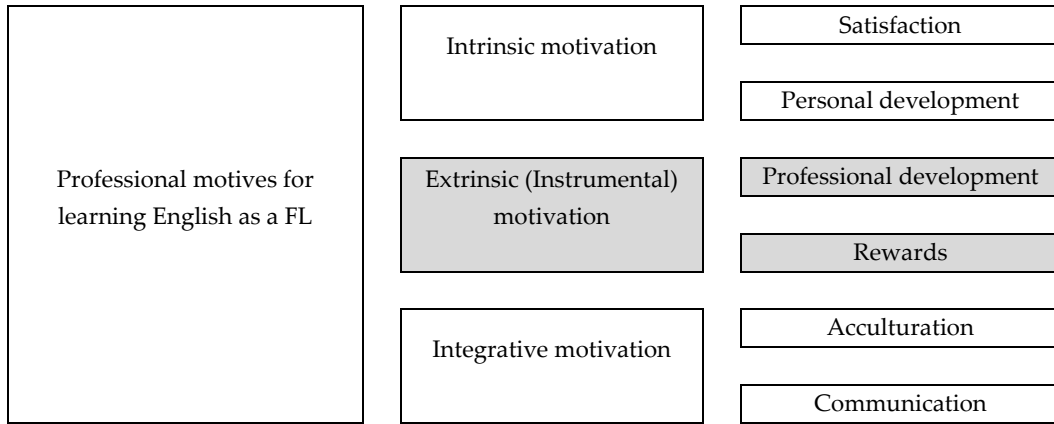 Professional motives for
learning English as a FL
Intrinsic motivation
Extrinsic (Instrumental)
motivation
Integrative motivation
Satisfaction
Personal development
Professional development
Rewards
Acculturation
Communication